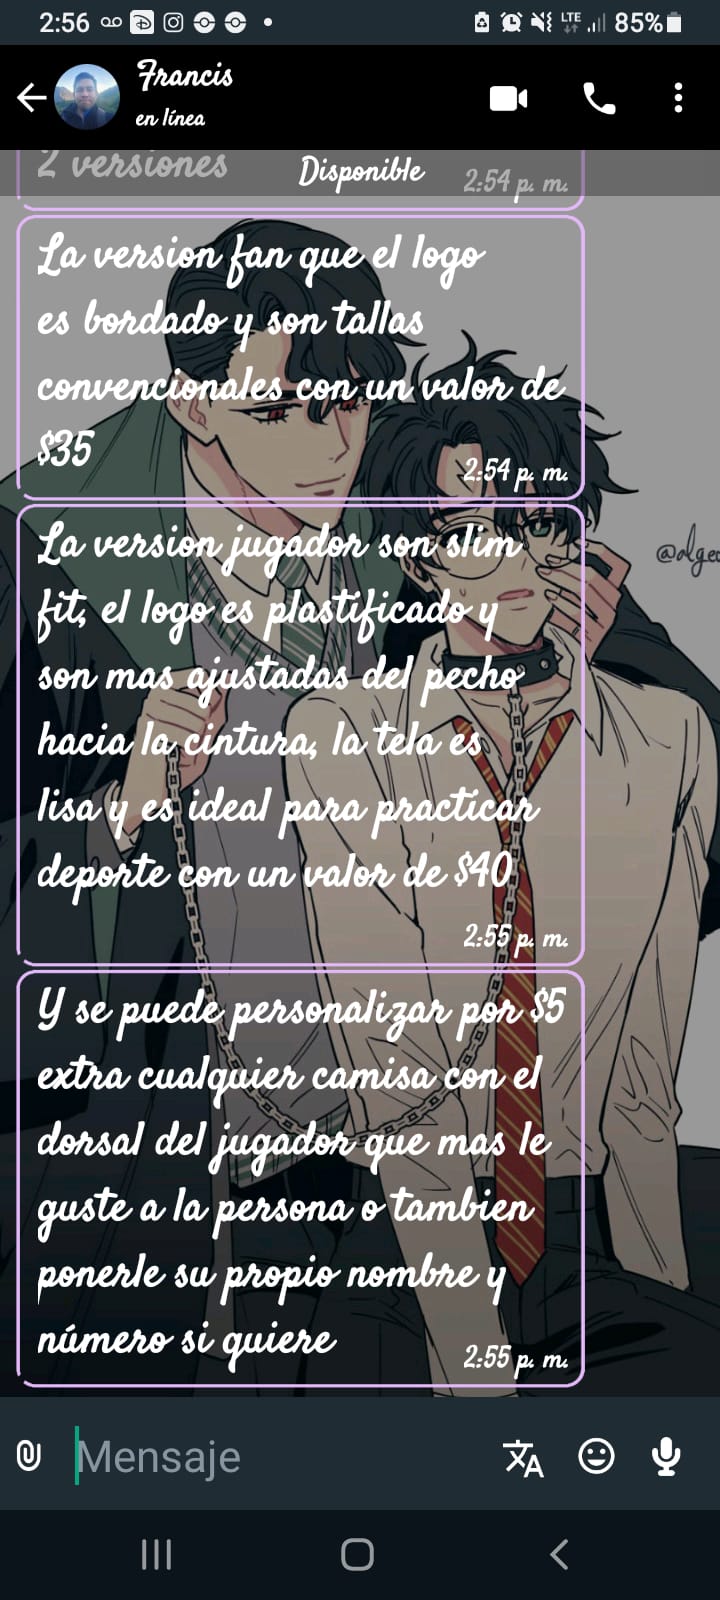 2:56 85%
LTE
Francis
en línea
2 versiones
Disponible
2:54 p. m.
La version fan que el logo
es bordado y son tallas
convencionales con un valor de
$35
2:54 p. m.
La version jugador son slim
fit, el logo es plastificado y
son mas ajustadas del pecho
hacia la cintura, la tela es
lisa y es ideal para practicar
deporte con un valor de $40
2:55 p. m.
Y se puede personalizar por $5
extra cualquier camisa con el
dorsal del jugador que mas le
guste a la persona o tambien
ponerle su propio nombre y
número si quiere
2:55 p. m.
Mensaje